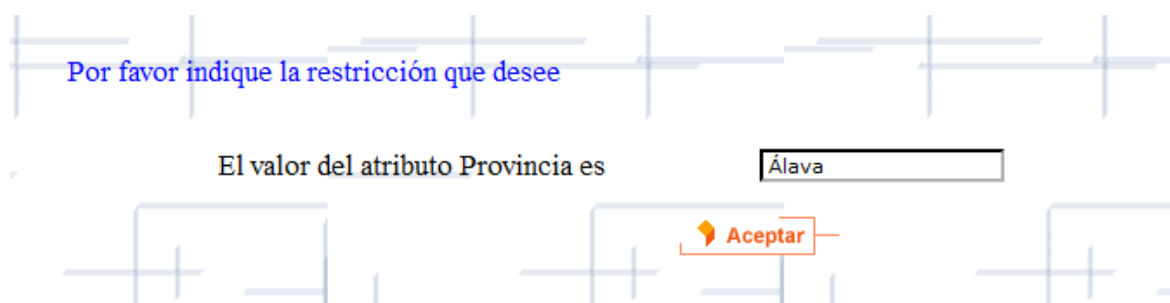 Por favor indique la restricción que desee
El valor del atributo Provincia es Álava
Aceptar